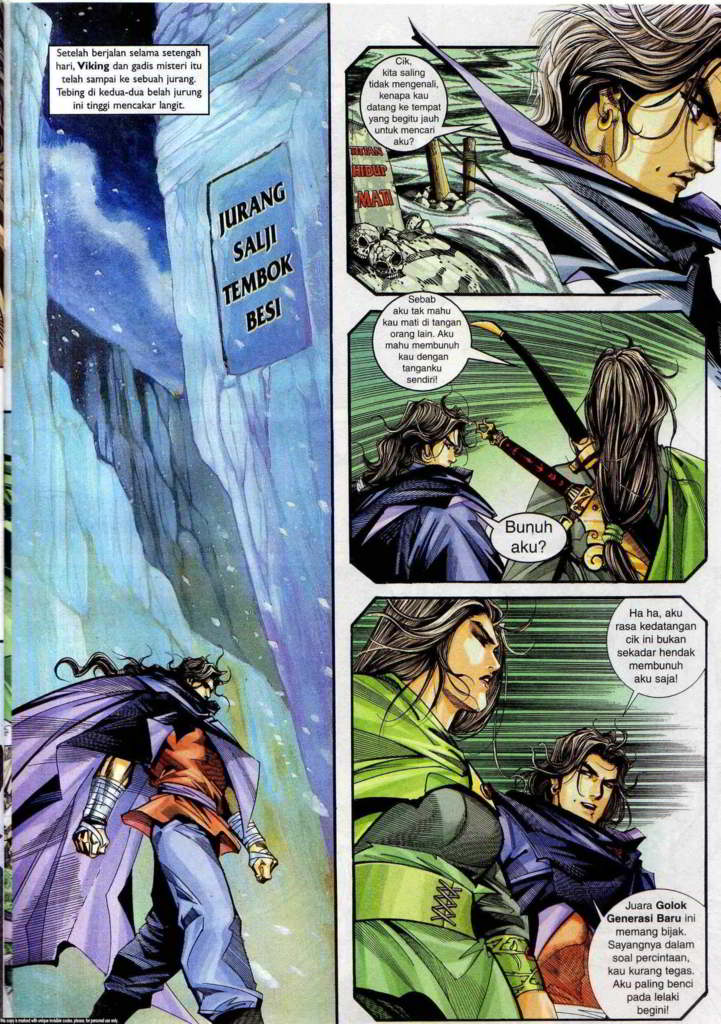 Setelah berjalan selama setengah
hari, Viking dan gadis misteri itu
telah sampai ke sebuah jurang.
Tebing di kedua-dua belah jurung
ini tinggi mencakar langit.
JURANG
SALJI
TEMBOK
BESI
Cik,
kita saling
tidak mengenali,
kenapa kau
datang ke tempat
yang begitu jauh
untuk mencari
aku?
HIDUP
MATI
Sebab
aku tak mahu
kau mati di tangan
orang lain. Aku
mahu membunuh
kau dengan
tanganku
sendiri!
Bunuh
aku?
Ha ha, aku
rasa kedatangan
cik ini bukan
sekadar hendak
membunuh
aku saja!
Juara Golok
Generasi Baru ini
memang bijak.
Sayangnya dalam
soal percintaan,
kau kurang tegas.
Aku paling benci
pada lelaki
begini!